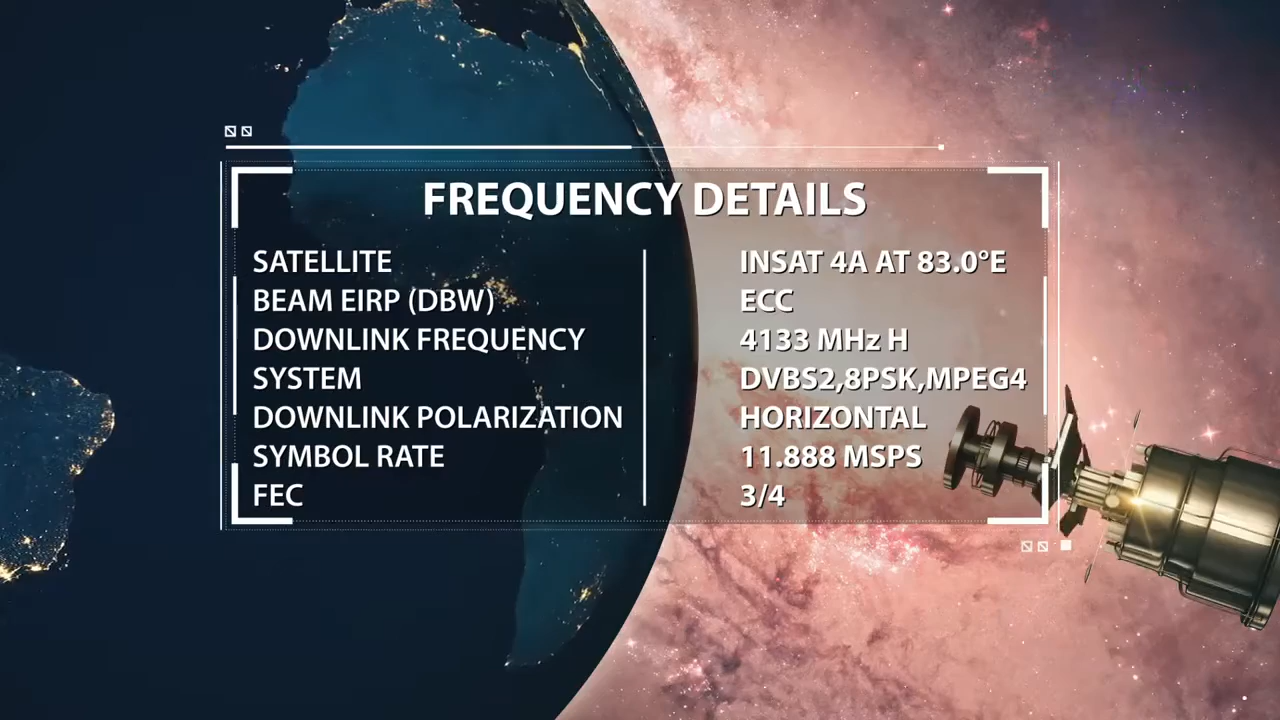 FREQUENCY DETAILS
SATELLITE INSAT 4A AT 83.0°E
BEAM EIRP (DBW) ECC
DOWNLINK FREQUENCY 4133 MHz H
SYSTEM DVBS2,8PSK,MPEG4
DOWNLINK POLARIZATION HORIZONTAL
SYMBOL RATE 11.888 MSPS
FEC 3/4